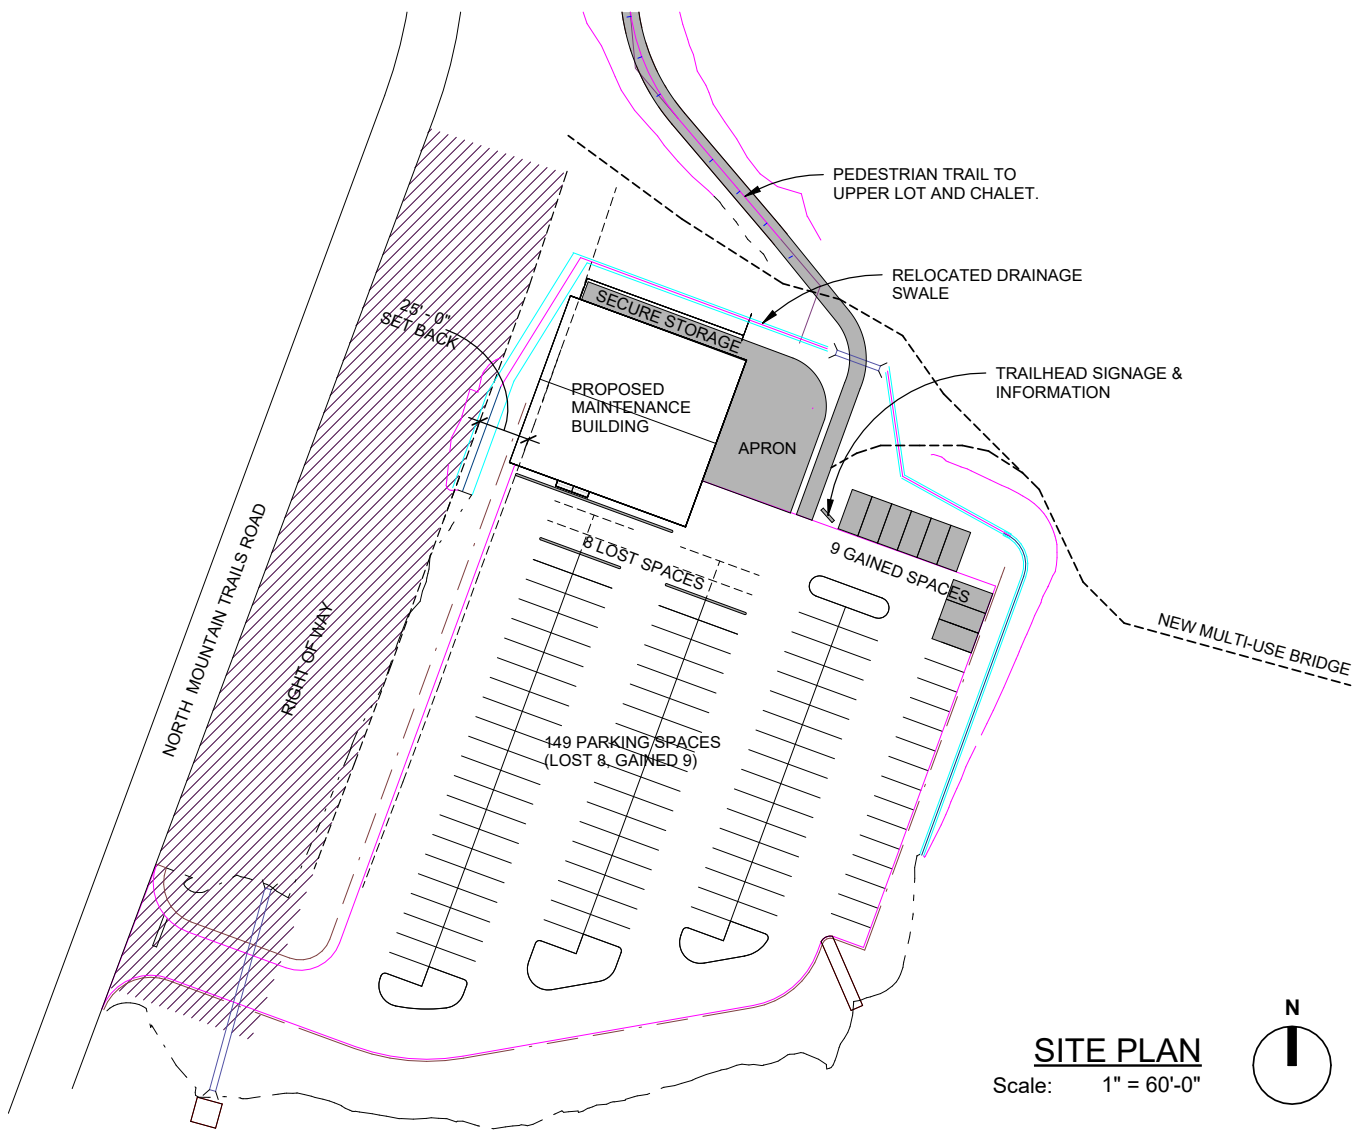 PEDESTRIAN TRAIL TO
UPPER LOT AND CHALET.
RELOCATED DRAINAGE
SWALE
25' - 0"
SET BACK
SECURE STORAGE
PROPOSED
MAINTENANCE
BUILDING
APRON
TRAILHEAD SIGNAGE &
INFORMATION
8 LOST SPACES
9 GAINED SPACES
NORTH MOUNTAIN TRAILS ROAD
RIGHT OF WAY
NEW MULTI-USE BRIDGE
149 PARKING SPACES
(LOST 8, GAINED 9)
N
SITE PLAN
Scale: 1" = 60'-0"